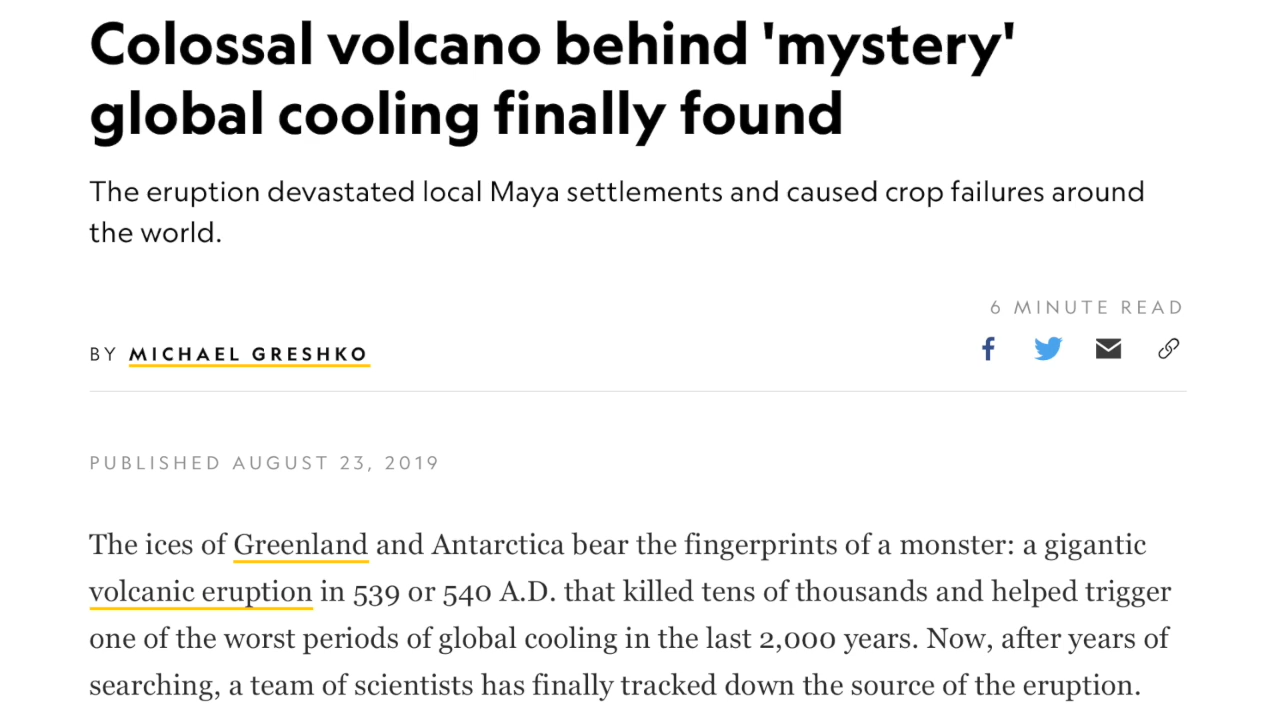 Colossal volcano behind 'mystery'
global cooling finally found
The eruption devastated local Maya settlements and caused crop failures around
the world.
6 MINUTE READ
BY MICHAEL GRESHKO
PUBLISHED AUGUST 23, 2019
The ices of Greenland and Antarctica bear the fingerprints of a monster: a gigantic
volcanic eruption in 539 or 540 A.D. that killed tens of thousands and helped trigger
one of the worst periods of global cooling in the last 2,000 years. Now, after years of
searching, a team of scientists has finally tracked down the source of the eruption.